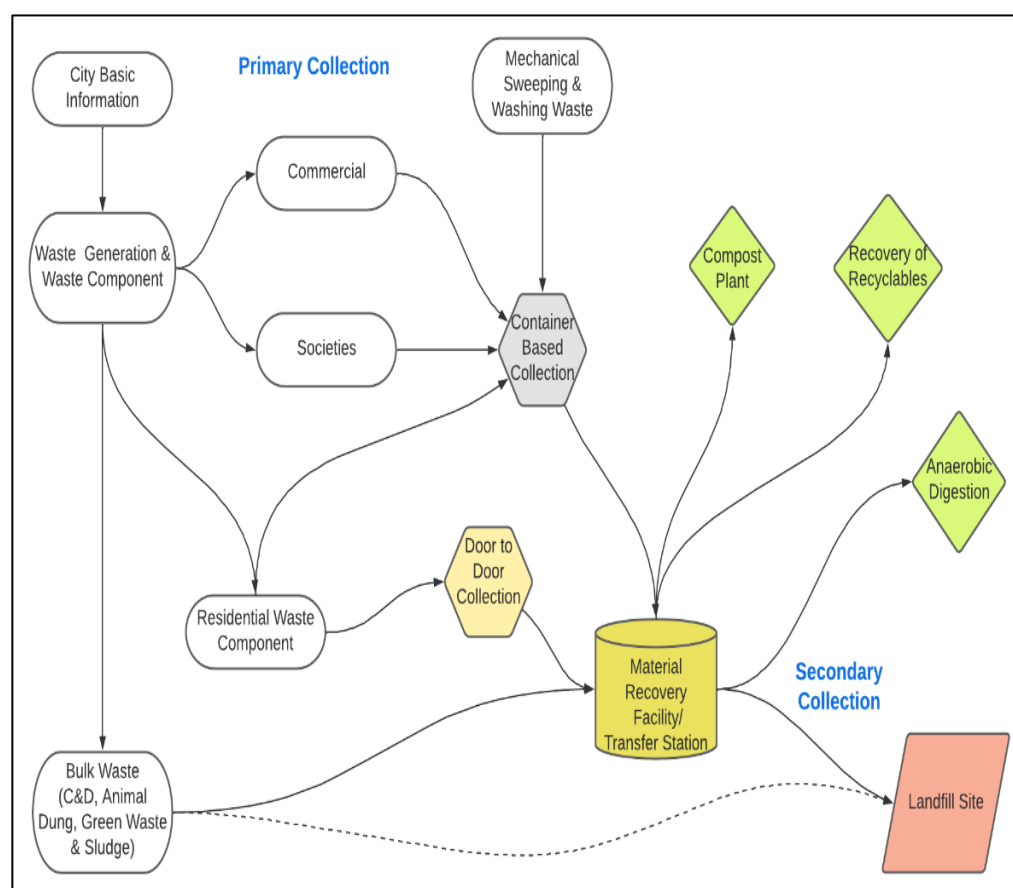 City Basic
Information
Primary Collection
Mechanical
Sweeping &
Washing Waste
Commercial
Waste Generation &
Waste Component
Societies
Container
Based
Collection
Compost
Plant
Recovery of
Recyclables
Anaerobic
Digestion
Door to
Door
Collection
Residential Waste
Component
Material
Recovery
Facility/
Transfer Station
Secondary
Collection
Bulk Waste
(C&D, Animal
Dung, Green Waste
& Sludge)
Landfill Site